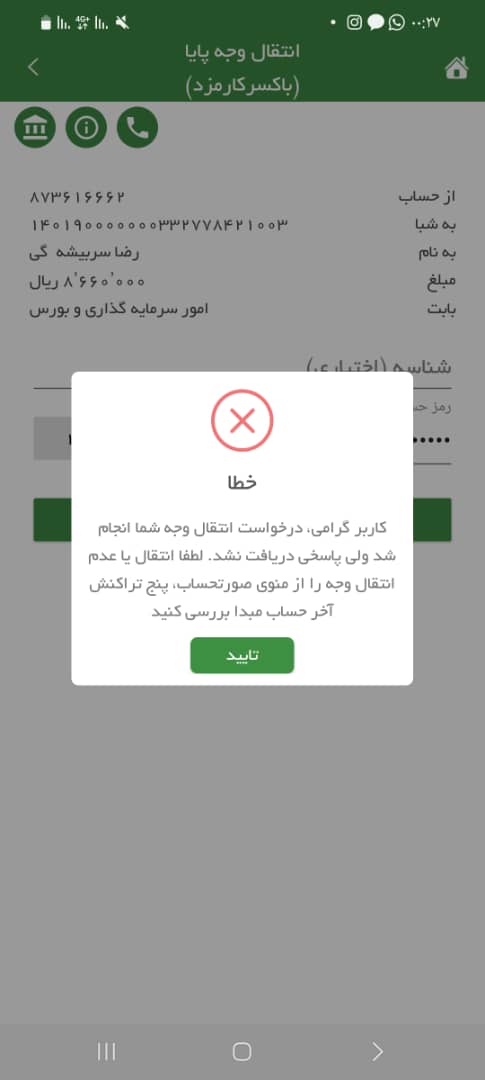 ۰۰:۲۷
4G+
انتقال وجه پایا
(باکسرکارمزد)
از حساب ۸۷۳۶۱۶۶۶۲
به شبا ۱۴۰۱۹۰۰۰۰۰۰۰۳۳۲۷۷۸۴۲۱۰۰۳
به نام رضا سربیشه گی
مبلغ ۸٬۶۶۰٬۰۰۰ ریال
بابت امور سرمایه گذاری و بورس
شناسه (اختیاری)
رمز
خطا
کاربر گرامی، درخواست انتقال وجه شما انجام
شد ولی پاسخی دریافت نشد. لطفا انتقال یا عدم
انتقال وجه را از منوی صورتحساب، پنج تراکنش
آخر حساب مبدا بررسی کنید
تایید